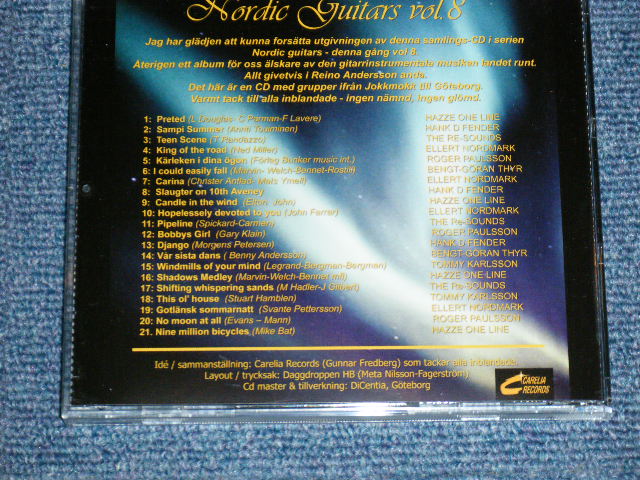 Nordic Guitars vol.8
Jag har glädjen att kunna forsätta utgivningen av denna samlings-CD i serien
Nordic guitars - denna gång vol 8.
Återigen ett album för oss älskare av den gitarrinstrumentala musiken landet runt.
Allt givetvis i Reino Andersson anda.
Det här är en CD med grupper ifrån Jokkmokk till Göteborg.
Varmt tack till alla inblandade - ingen nämnd, ingen glömd.
1: Preted (L Douglas- C Parman-F Lavere) HAZZE ONE LINE
2: Sampi Summer (Antti Touiminen) HANK D FENDER
3: Teen Scene (T Randazzo) THE RE-SOUNDS
4: King of the road (Ned Miller) ELLERT NORDMARK
5: Kärleken i dina ögon (Förlag Bunker music int.) ROGER PAULSSON
6: I could easily fall (Marvin- Welch-Bennet-Rostill) BENGT-GÖRAN THYR
7: Carina (Christer Antlad- Mats Ymell) ELLERT NORDMARK
8: Slaugter on 10th Aveney HANK D FENDER
9: Candle in the wind (Elton John) HAZZE ONE LINE
10: Hopelessely devoted to you (John Farrar) ELLERT NORDMARK
11: Pipeline (Spickard-Carmen) THE Re-SOUNDS
12: Bobbys Girl (Gary Klain) ROGER PAULSSON
13: Django (Morgens Petersen) HANK D FENDER
14: Vår sista dans ( Benny Andersson) BENGT-GÖRAN THYR
15: Windmills of your mind (Legrand-Bergman-Bergman) TOMMY KARLSSON
16: Shadows Medley (Marvin-Welch-Bennet mfl) HAZZE ONE LINE
17: Shifting whispering sands (M Hadler-J Gilbert) THE Re-SOUNDS
18: This ol' house (Stuart Hamblen) TOMMY KARLSSON
19: Gotlänsk sommarnatt (Svante Pettersson) ELLERT NORDMARK
20: No moon at all (Evans – Mann) ROGER PAULSSON
21. Nine million bicycles (Mike Bat) HAZZE ONE LINE
Idé / sammanställning: Carelia Records (Gunnar Fredberg) som tackar alla inblandade.
Layout / trycksak: Daggdroppen HB (Meta Nilsson-Fagerström)
Cd master & tillverkning: DiCentia, Göteborg
CARELIA
RECORDS